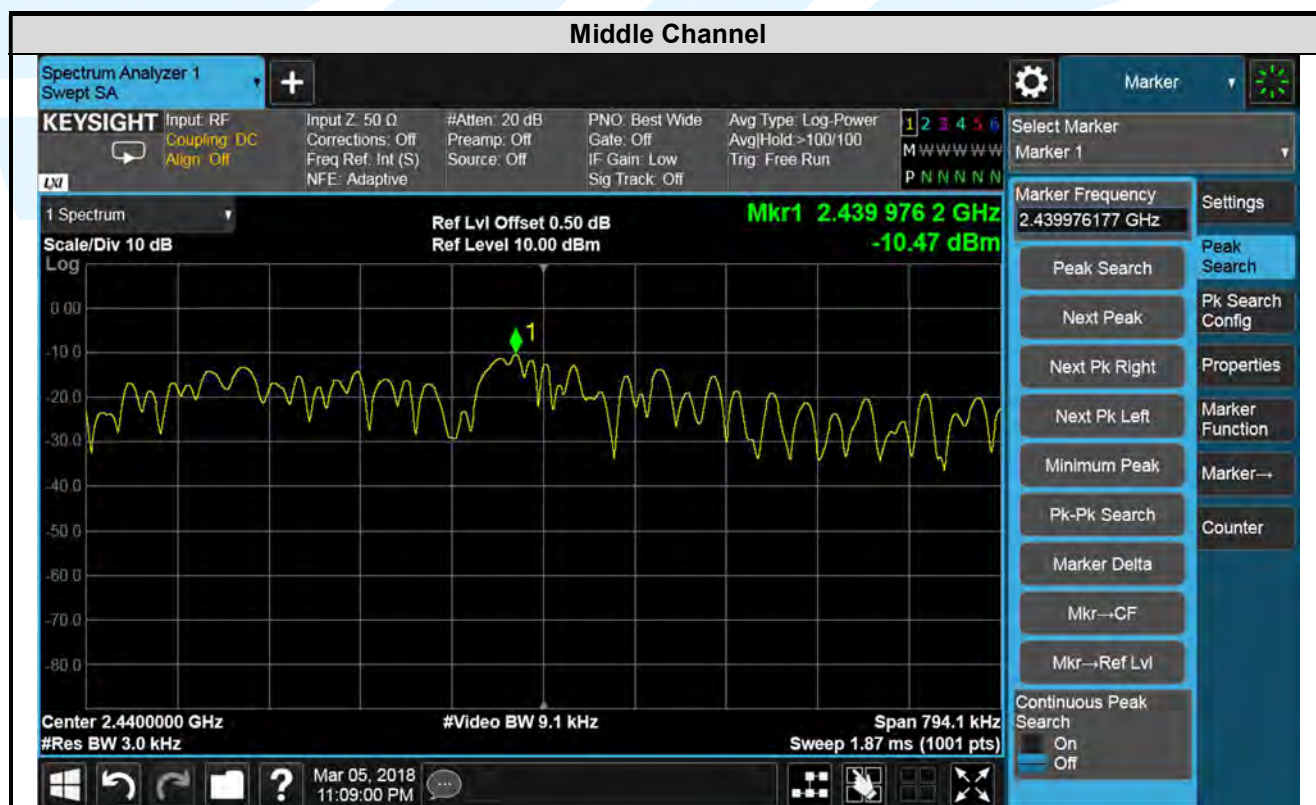 Middle Channel
Spectrum Analyzer 1
Swept SA
Marker
KEYSIGHT
Input: RF
Coupling: DC
Align: Off
LXI
Input Z: 50 Ω
Corrections: Off
Freq Ref: Int (S)
NFE: Adaptive
#Atten: 20 dB
Preamp: Off
Source: Off
PNO: Best Wide
Gate: Off
IF Gain: Low
Sig Track: Off
Avg Type: Log-Power
Avg|Hold:>100/100
Trig: Free Run
1 2 3 4 5 6
M W W W W W W
P N N N N N N
Select Marker
Marker 1
1 Spectrum
Scale/Div 10 dB
Ref Lvl Offset 0.50 dB
Ref Level 10.00 dBm
Mkr1 2.439 976 2 GHz
-10.47 dBm
Log
0.00
-10.0
-20.0
-30.0
-40.0
-50.0
-60.0
-70.0
-80.0
1
Center 2.4400000 GHz
#Res BW 3.0 kHz
#Video BW 9.1 kHz
Span 794.1 kHz
Sweep 1.87 ms (1001 pts)
Marker Frequency
2.439976177 GHz
Peak Search
Next Peak
Next Pk Right
Next Pk Left
Minimum Peak
Pk-Pk Search
Marker Delta
Mkr→CF
Mkr→Ref Lvl
Continuous Peak
Search
On
Off
Settings
Peak
Search
Pk Search
Config
Properties
Marker
Function
Marker→
Counter
?
Mar 05, 2018
11:09:00 PM